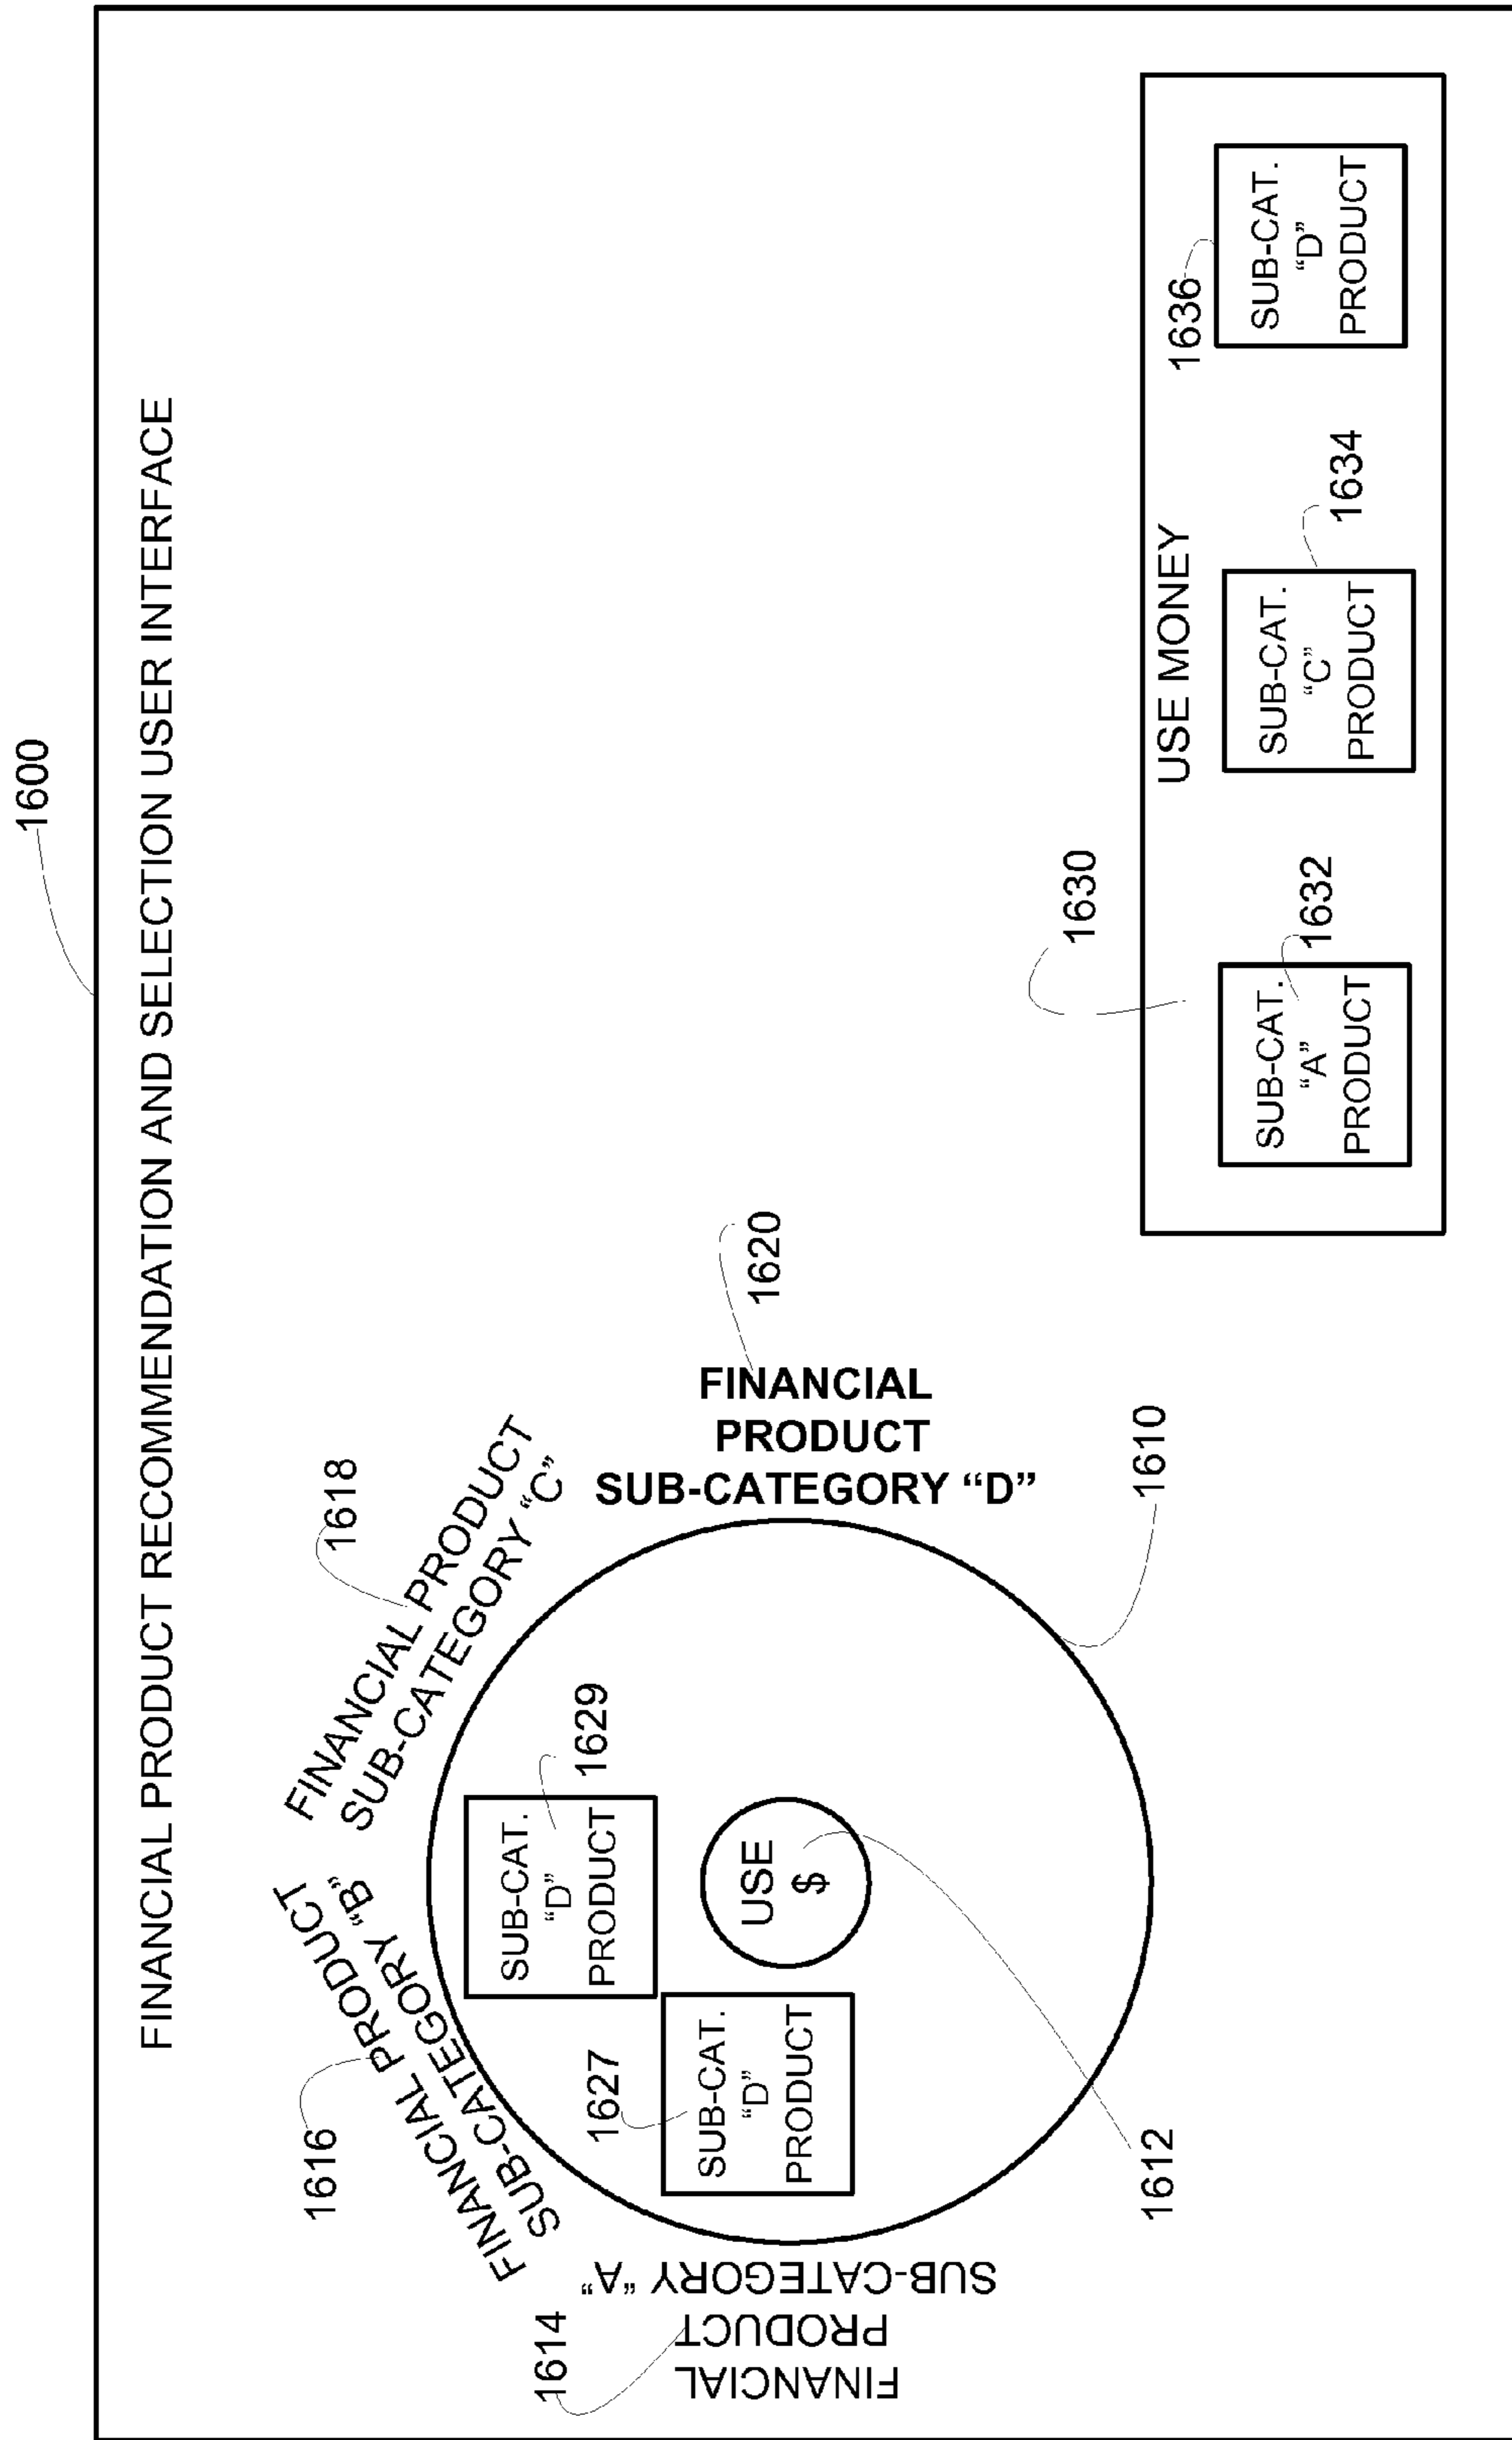 1600
FINANCIAL PRODUCT RECOMMENDATION AND SELECTION USER INTERFACE
1616
FINANCIAL PRODUCT
SUB-CATEGORY “B”
1618
FINANCIAL PRODUCT
SUB-CATEGORY “C”
1614
FINANCIAL
PRODUCT
SUB-CATEGORY “A”
1627
SUB-CAT.
“D”
PRODUCT
SUB-CAT.
“D”
PRODUCT
1629
USE
$
1612
1620
FINANCIAL
PRODUCT
SUB-CATEGORY “D”
1610
1630
USE MONEY
SUB-CAT.
“A”
PRODUCT
1632
SUB-CAT.
“C”
PRODUCT
1634
1636
SUB-CAT.
“D”
PRODUCT